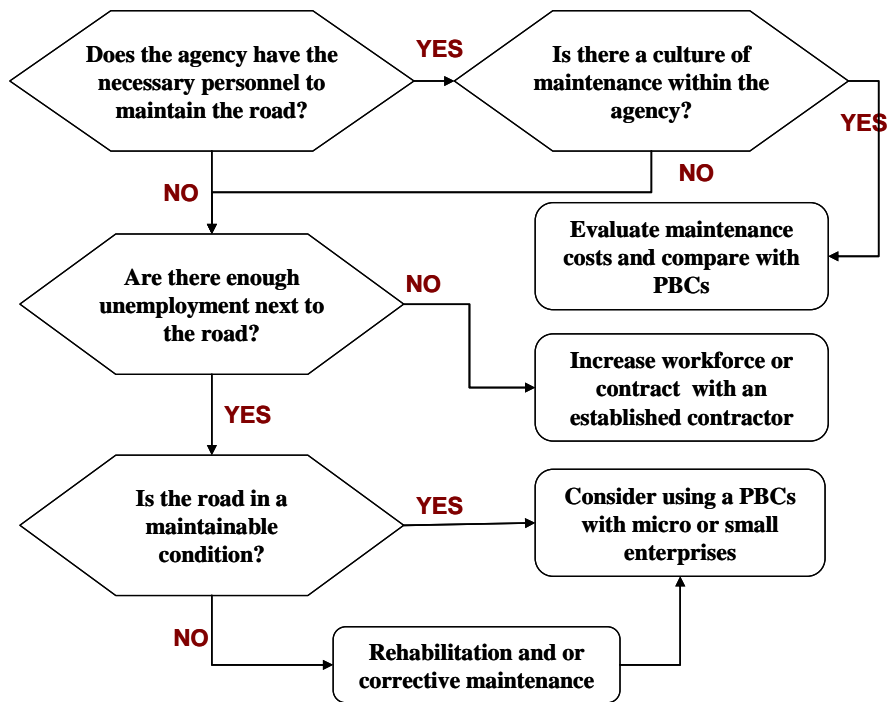 Does the agency have the
necessary personnel to
maintain the road?
YES
Is there a culture of
maintenance within the
agency?
YES
NO
NO
Evaluate maintenance
costs and compare with
PBCs
Are there enough
unemployment next to
the road?
NO
Increase workforce or
contract with an
established contractor
YES
Is the road in a
maintainable
condition?
YES
Consider using a PBCs
with micro or small
enterprises
NO
Rehabilitation and or
corrective maintenance